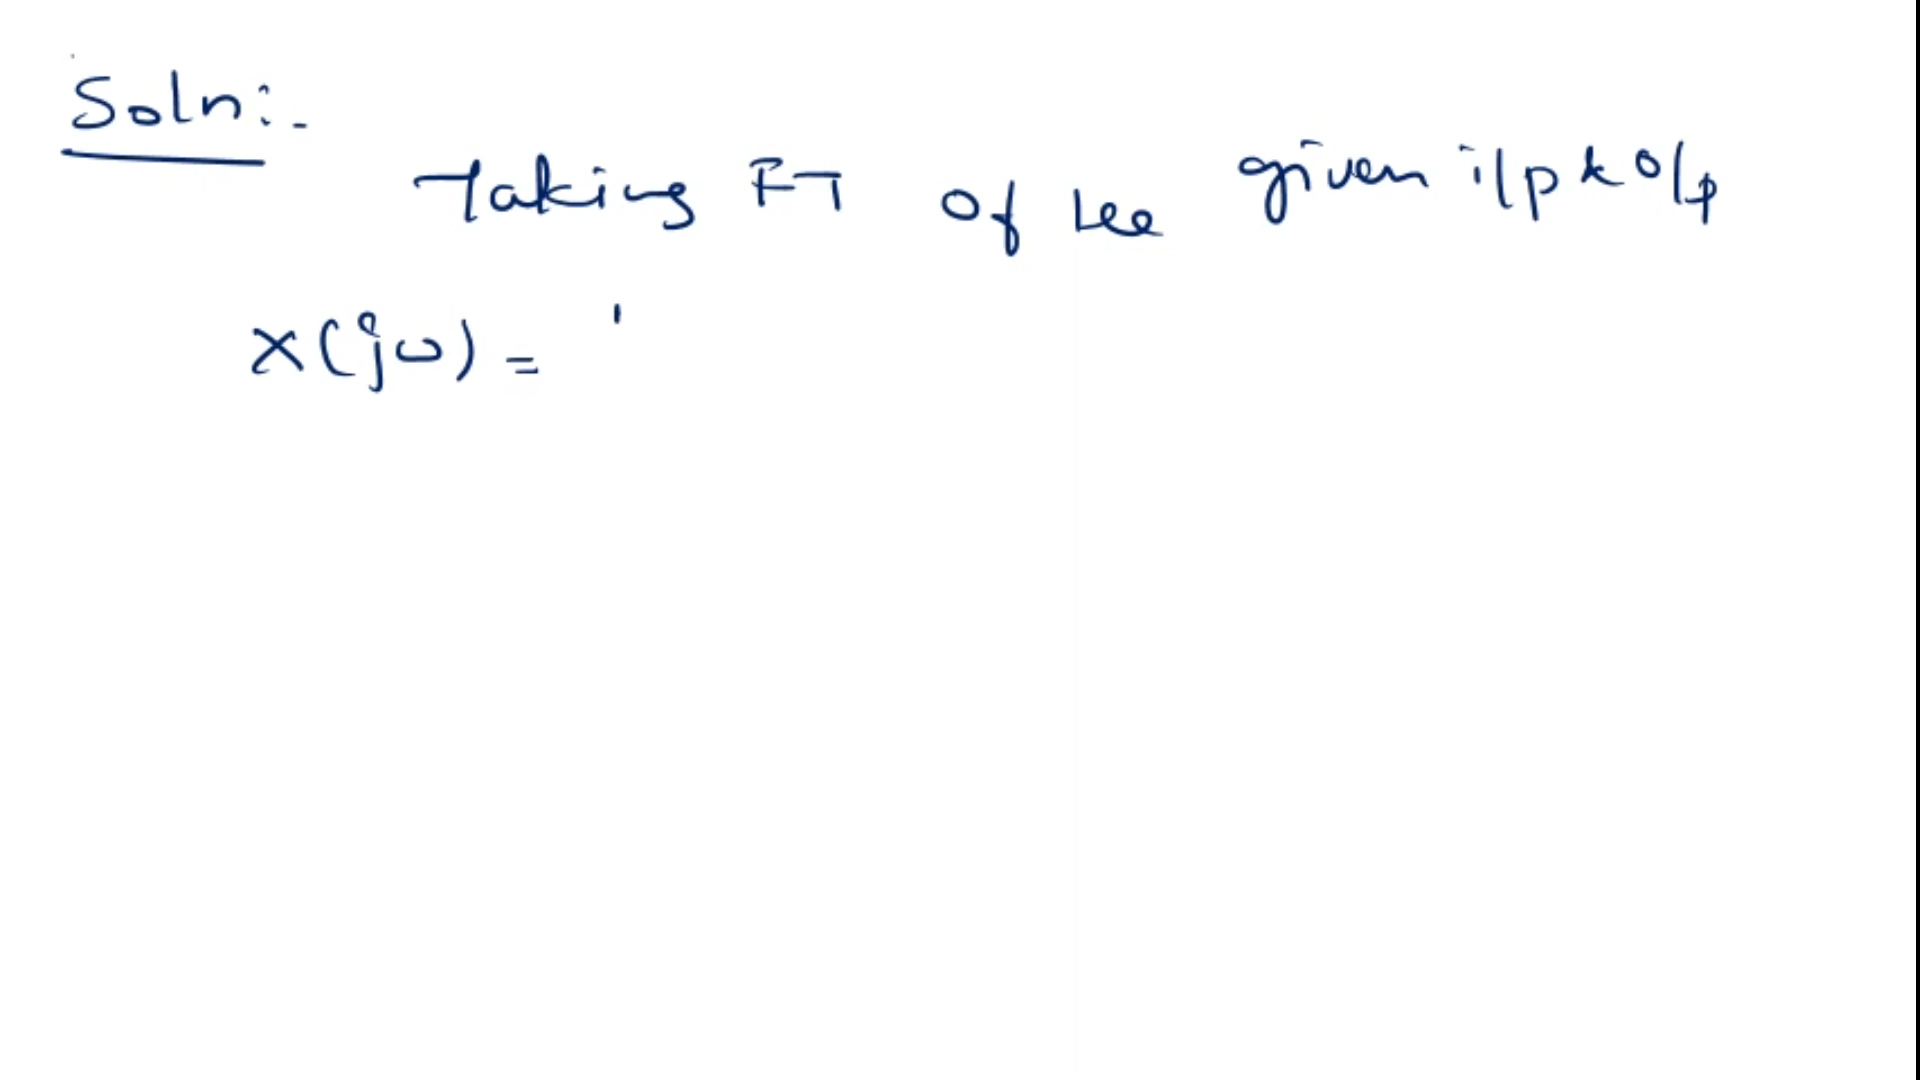 Soln:-
Taking FT of the given i/p & o/p
X(jω) = '